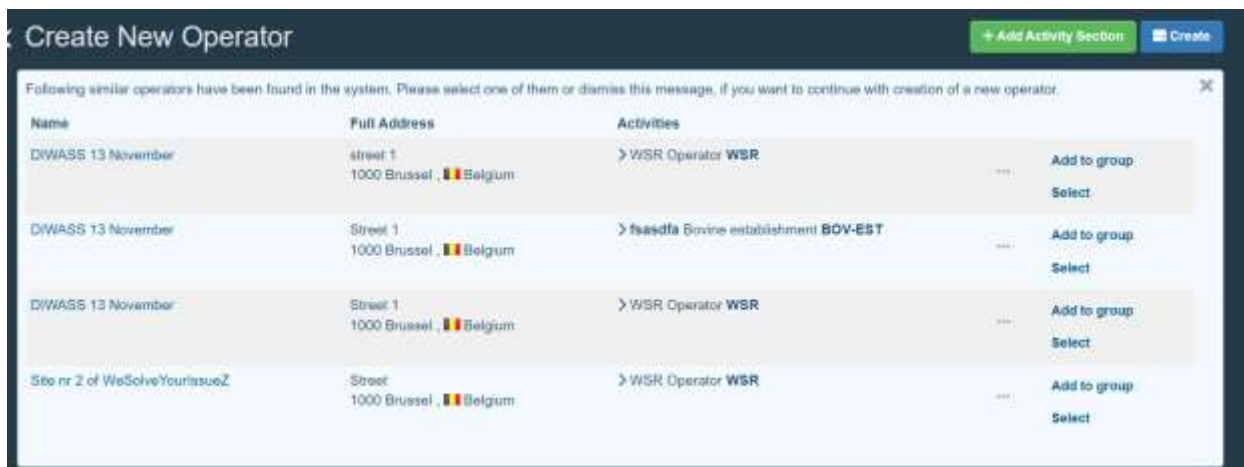 Create New Operator
+ Add Activity Section
Create
Following similar operators have been found in the system. Please select one of them or dismiss this message, if you want to continue with creation of a new operator.
Name Full Address Activities
DIWASS 13 November street 1 WSR Operator WSR
1000 Brussel , Belgium
... Add to group
Select
DIWASS 13 November Street 1 fsasdfa Bovine establishment BOV-EST
1000 Brussel , Belgium
... Add to group
Select
DIWASS 13 November Street 1 WSR Operator WSR
1000 Brussel , Belgium
... Add to group
Select
Site nr 2 of WeSolveYourIssueZ Street WSR Operator WSR
1000 Brussel , Belgium
... Add to group
Select